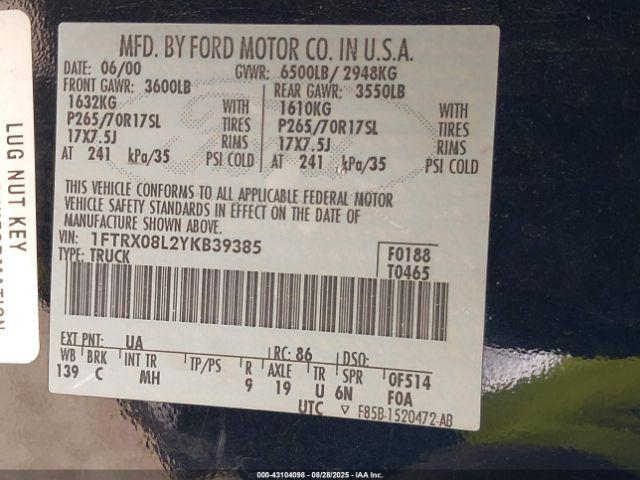 LUG NUT KEY
MFD. BY FORD MOTOR CO. IN U.S.A.
DATE: 06/00 GVWR: 6500LB/ 2948KG
FRONT GAWR: 3600LB REAR GAWR: 3550LB
1632KG WITH 1610KG WITH
P265/70R17SL TIRES P265/70R17SL TIRES
17X7.5J RIMS 17X7.5J RIMS
AT 241 kPa/35 PSI COLD AT 241 kPa/35 PSI COLD
THIS VEHICLE CONFORMS TO ALL APPLICABLE FEDERAL MOTOR
VEHICLE SAFETY STANDARDS IN EFFECT ON THE DATE OF
MANUFACTURE SHOWN ABOVE.
VIN: 1FTRX08L2YKB39385 F0188
TYPE: TRUCK T0465
EXT PNT: UA RC: 86 DSO:
WB BRK INT TR TP/PS R AXLE TR SPR 0F514
139 C MH 9 19 U 6N F0A
UTC ▽ F85B-1520472-AB
000-43104098 - 08/28/2025 - IAA Inc.